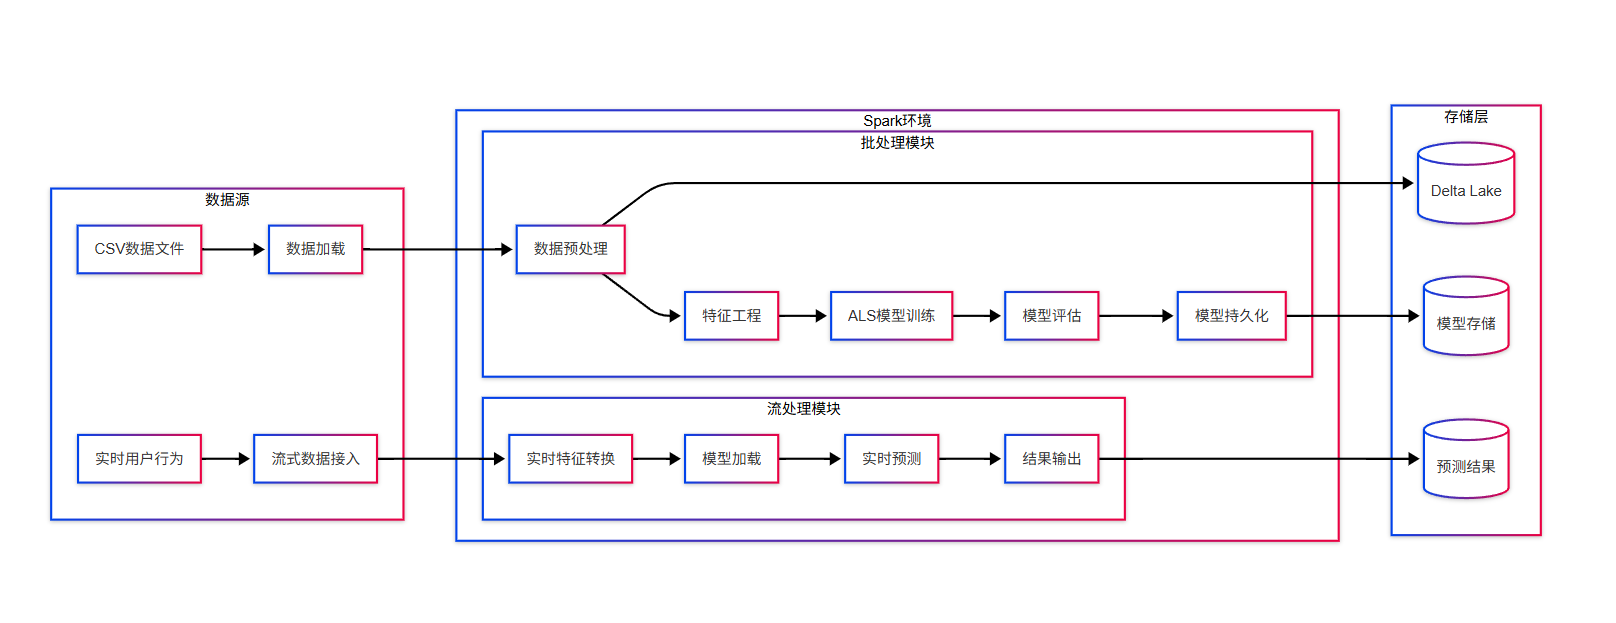 数据源
CSV数据文件
数据加载
实时用户行为
流式数据接入
Spark环境
批处理模块
数据预处理
特征工程
ALS模型训练
模型评估
模型持久化
流处理模块
实时特征转换
模型加载
实时预测
结果输出
存储层
Delta Lake
模型存储
预测结果